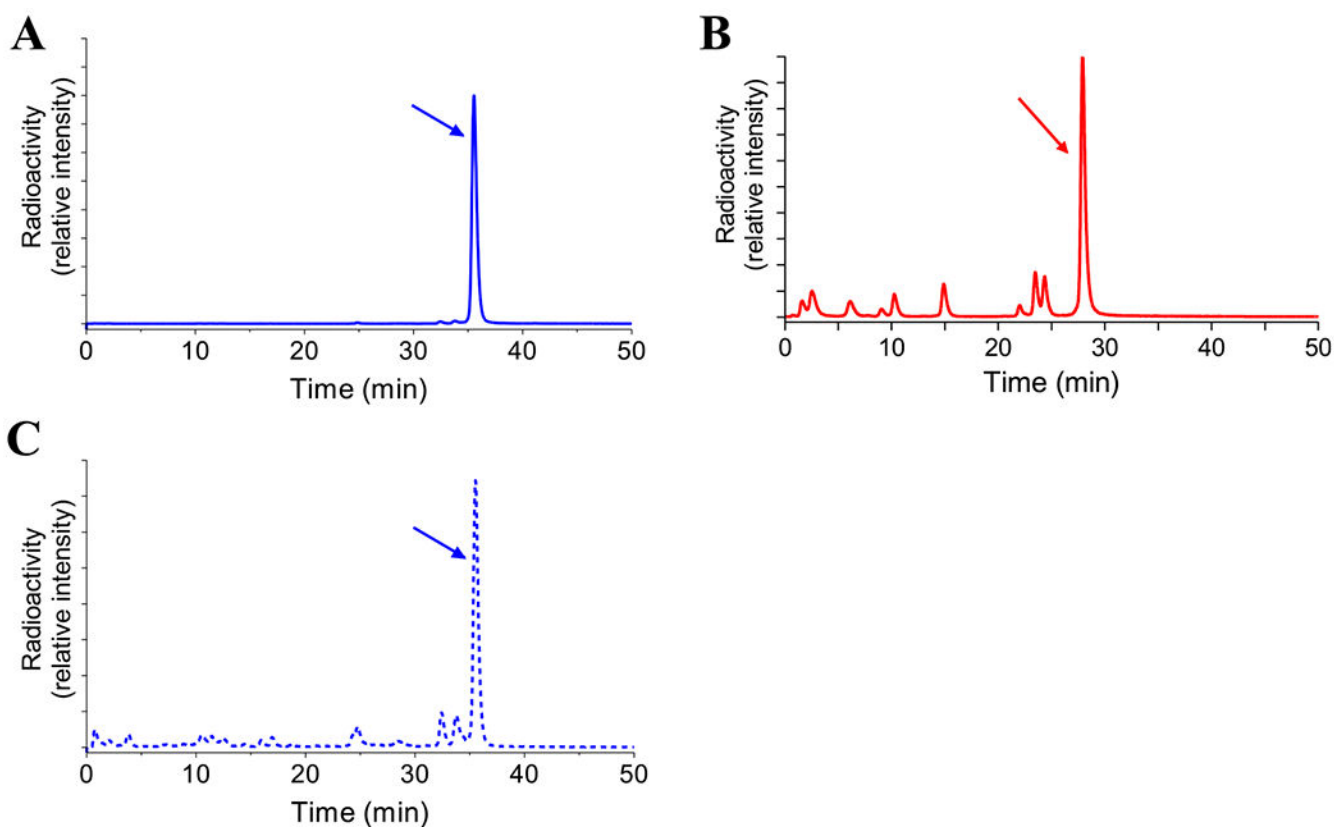 A
Radioactivity
(relative intensity)
0 10 20 30 40 50
Time (min)
B
Radioactivity
(relative intensity)
0 10 20 30 40 50
Time (min)
C
Radioactivity
(relative intensity)
0 10 20 30 40 50
Time (min)